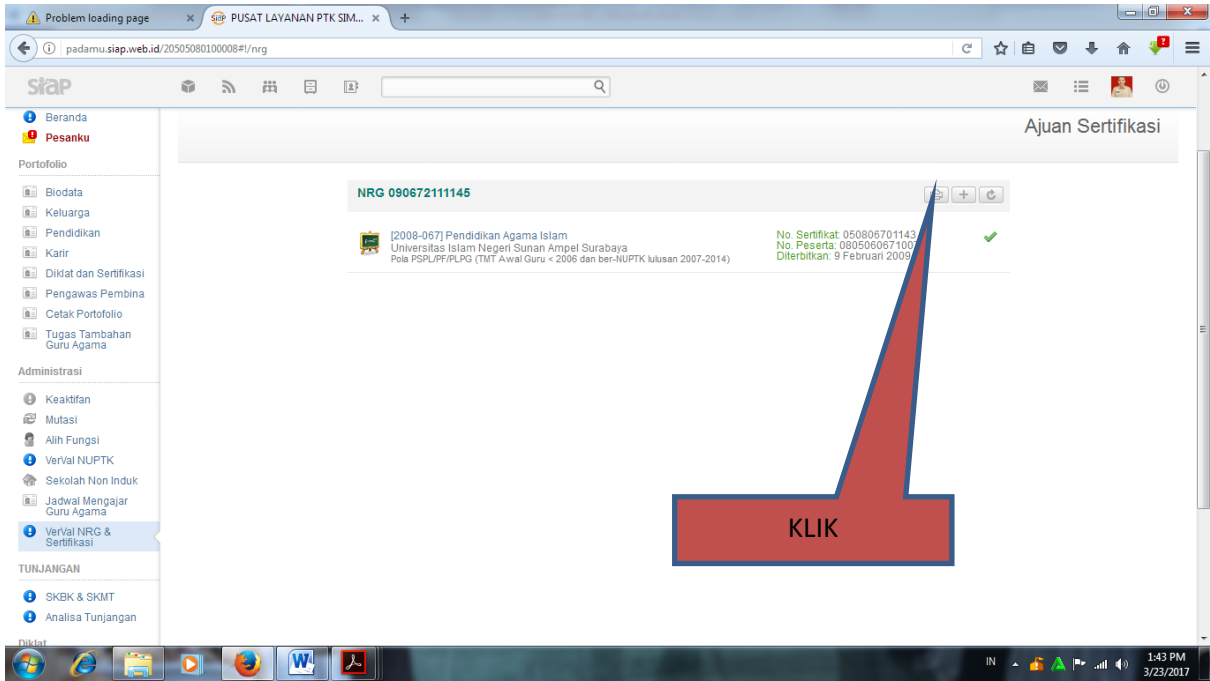 Problem loading page
PUSAT LAYANAN PTK SIM...
padamu.siap.web.id/20505080100008#!/nrg
siap
Beranda
Pesanku
Ajuan Sertifikasi
Portofolio
Biodata
Keluarga
Pendidikan
Karir
Diklat dan Sertifikasi
Pengawas Pembina
Cetak Portofolio
Tugas Tambahan
Guru Agama
Administrasi
Keaktifan
Mutasi
Alih Fungsi
VerVal NUPTK
Sekolah Non Induk
Jadwal Mengajar
Guru Agama
VerVal NRG &
Sertifikasi
TUNJANGAN
SKBK & SKMT
Analisa Tunjangan
Diklat
NRG 090672111145
[2008-067] Pendidikan Agama Islam
Universitas Islam Negeri Sunan Ampel Surabaya
Pola PSPL/PF/PLPG (TMT Awal Guru < 2006 dan ber-NUPTK lulusan 2007-2014)
No. Sertifikat: 050806701143
No. Peserta: 0805060671007
Diterbitkan: 9 Februari 2009
KLIK
IN
1:43 PM
3/23/2017